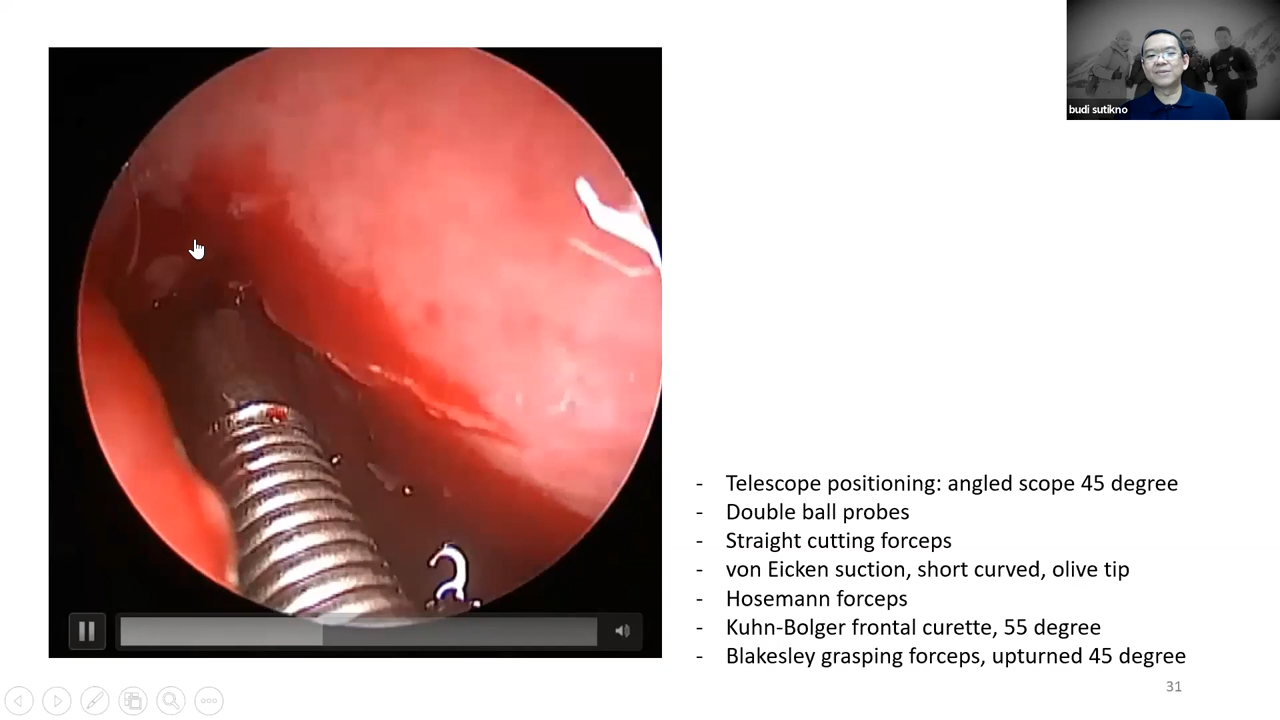 budi sutikno
- Telescope positioning: angled scope 45 degree
- Double ball probes
- Straight cutting forceps
- von Eicken suction, short curved, olive tip
- Hosemann forceps
- Kuhn-Bolger frontal curette, 55 degree
- Blakesley grasping forceps, upturned 45 degree
31